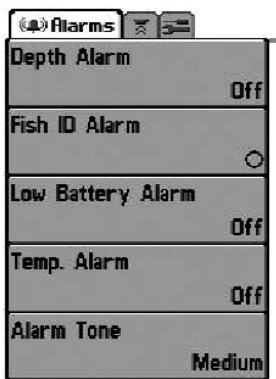 Alarms
Depth Alarm
Off
Fish ID Alarm
Low Battery Alarm
Off
Temp. Alarm
Off
Alarm Tone
Medium